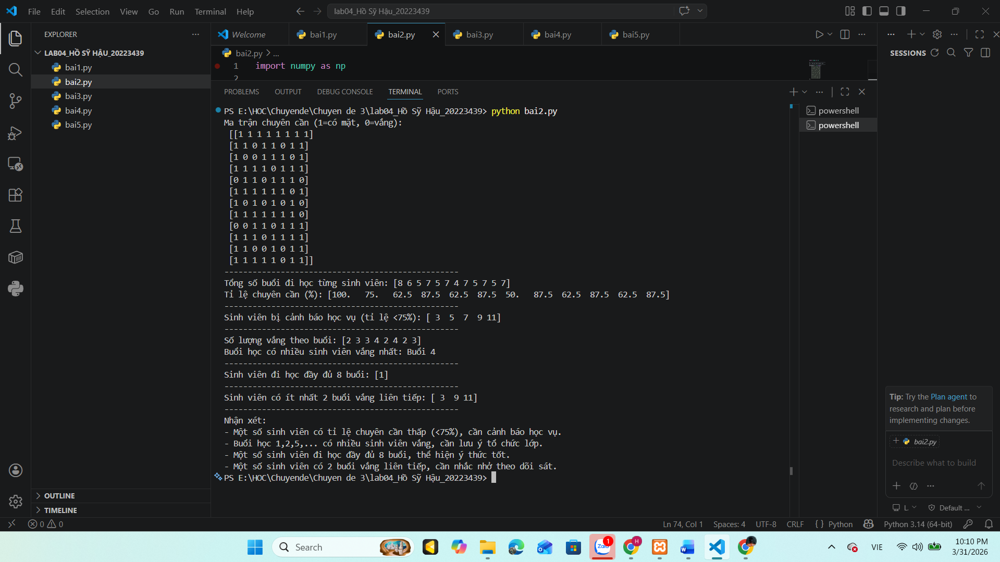 File Edit Selection View Go Run Terminal Help
lab04_Hồ Sỹ Hậu_20223439
EXPLORER
LAB04_HỒ SỸ HẬU_20223439
bai1.py
bai2.py
bai3.py
bai4.py
bai5.py
OUTLINE
TIMELINE
Welcome bai1.py bai2.py bai3.py bai4.py bai5.py
bai2.py > ...
1 import numpy as np
2
PROBLEMS OUTPUT DEBUG CONSOLE TERMINAL PORTS
PS E:\HOC\Chuyende\Chuyen de 3\lab04_Hồ Sỹ Hậu_20223439> python bai2.py
Ma trận chuyên cần (1=có mặt, 0=vắng):
[[1 1 1 1 1 1 1 1]
[1 1 0 1 1 0 1 1]
[1 0 0 1 1 1 0 1]
[1 1 1 1 0 1 1 1]
[0 1 1 0 1 1 1 0]
[1 1 1 1 1 1 0 1]
[1 0 1 0 1 0 1 0]
[1 1 1 1 1 1 1 0]
[0 0 1 1 0 1 1 1]
[1 1 1 0 1 1 1 1]
[1 1 0 0 1 0 1 1]
[1 1 1 1 1 0 1 1]]
--------------------------------------------------
Tổng số buổi đi học từng sinh viên: [8 6 5 7 5 7 4 7 5 7 5 7]
Tỉ lệ chuyên cần (%): [100. 75. 62.5 87.5 62.5 87.5 50. 87.5 62.5 87.5 62.5 87.5]
--------------------------------------------------
Sinh viên bị cảnh báo học vụ (tỉ lệ <75%): [ 3 5 7 9 11]
--------------------------------------------------
Số lượng vắng theo buổi: [2 3 3 4 2 4 2 3]
Buổi học có nhiều sinh viên vắng nhất: Buổi 4
--------------------------------------------------
Sinh viên đi học đầy đủ 8 buổi: [1]
--------------------------------------------------
Sinh viên có ít nhất 2 buổi vắng liên tiếp: [ 3 9 11]
--------------------------------------------------
Nhận xét:
- Một số sinh viên có tỉ lệ chuyên cần thấp (<75%), cần cảnh báo học vụ.
- Buổi học 1,2,5,... có nhiều sinh viên vắng, cần lưu ý tổ chức lớp.
- Một số sinh viên đi học đầy đủ 8 buổi, thể hiện ý thức tốt.
- Một số sinh viên có 2 buổi vắng liên tiếp, cần nhắc nhở theo dõi sát.
PS E:\HOC\Chuyende\Chuyen de 3\lab04_Hồ Sỹ Hậu_20223439>
powershell
powershell
SESSIONS
Tip: Try the Plan agent to
research and plan before
implementing changes.
bai2.py
Describe what to build
L.
Default ...
0 0
Ln 74, Col 1 Spaces: 4 UTF-8 CRLF { } Python Python 3.14 (64-bit)
Search
Zalo
1
H
VIE
10:10 PM
3/31/2026